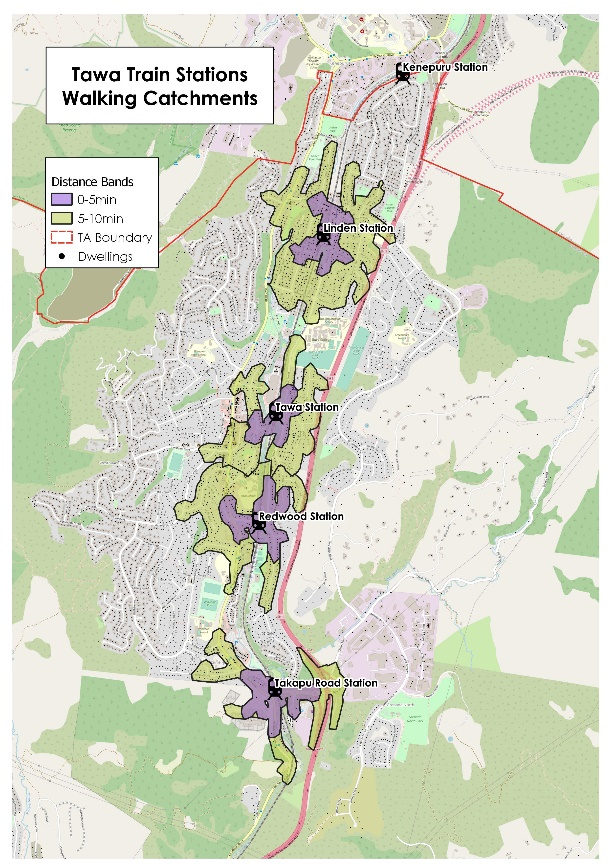 Tawa Train Stations
Walking Catchments
Kenepuru Station
Distance Bands
0-5min
5-10min
TA Boundary
Dwellings
Linden Station
Tawa Station
Redwood Station
Takapu Road Station